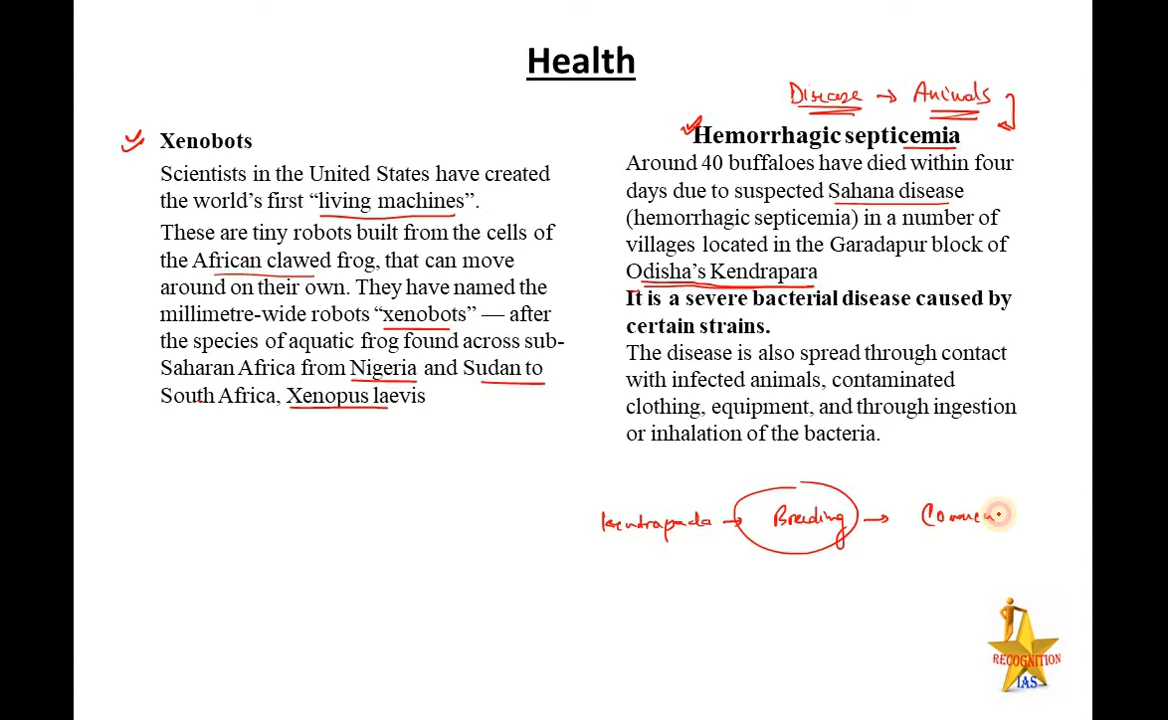 Health
Disease → Animals
Xenobots
Scientists in the United States have created
the world's first “living machines”.
These are tiny robots built from the cells of
the African clawed frog, that can move
around on their own. They have named the
millimetre-wide robots “xenobots” — after
the species of aquatic frog found across sub-
Saharan Africa from Nigeria and Sudan to
South Africa, Xenopus laevis
Hemorrhagic septicemia
Around 40 buffaloes have died within four
days due to suspected Sahana disease
(hemorrhagic septicemia) in a number of
villages located in the Garadapur block of
Odisha's Kendrapara
It is a severe bacterial disease caused by
certain strains.
The disease is also spread through contact
with infected animals, contaminated
clothing, equipment, and through ingestion
or inhalation of the bacteria.
Kendrapada → Breeding →
RECOGNITION
IAS